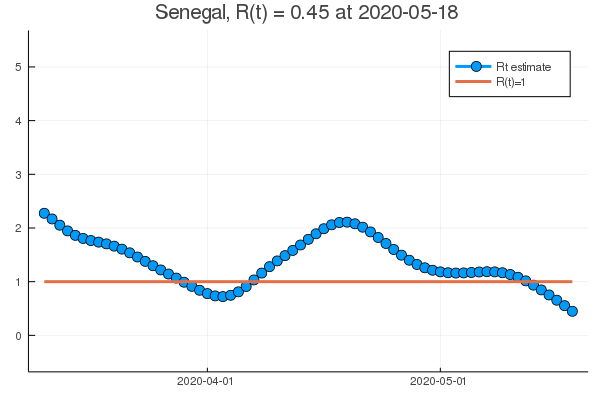 Senegal, R(t) = 0.45 at 2020-05-18
5
4
3
2
1
0
Rt estimate
R(t)=1
2020-04-01
2020-05-01